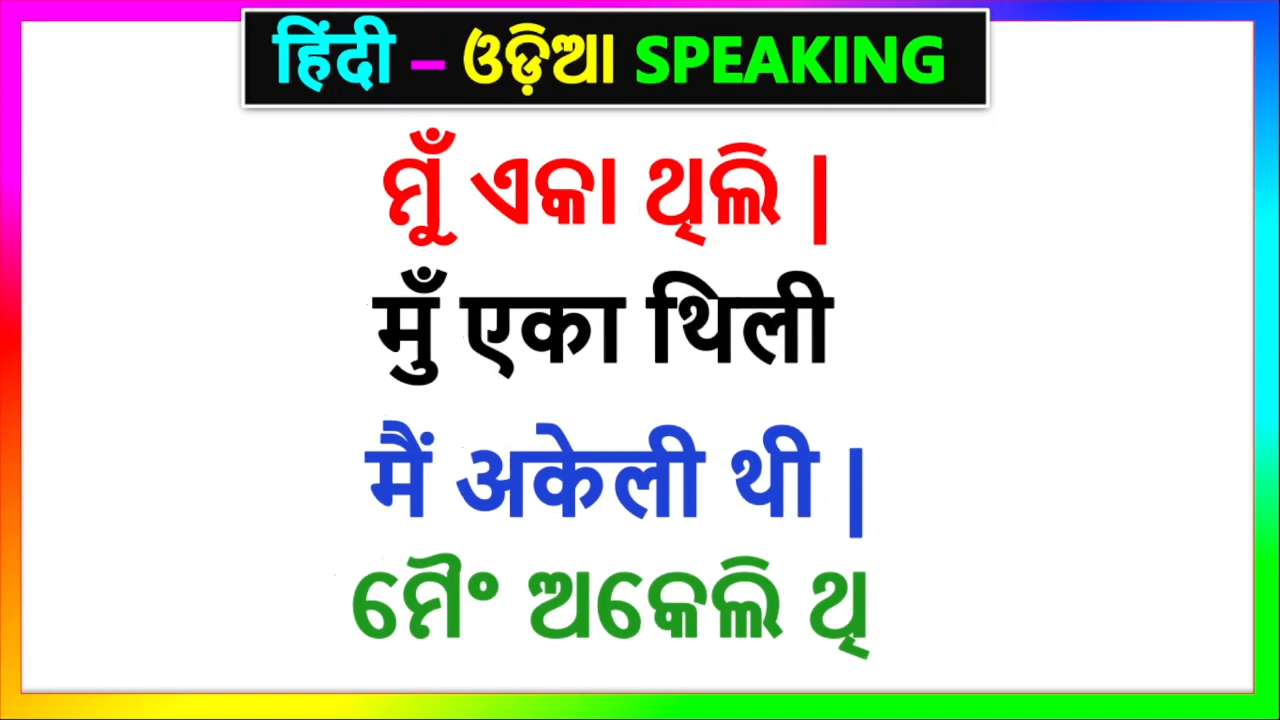 हिंदी – ଓଡ଼ିଆ SPEAKING
ମୁଁ ଏକା ଥିଲି |
मुँ एका थिली
मैं अकेली थी |
ମୈଂ ଅକେଲି ଥି